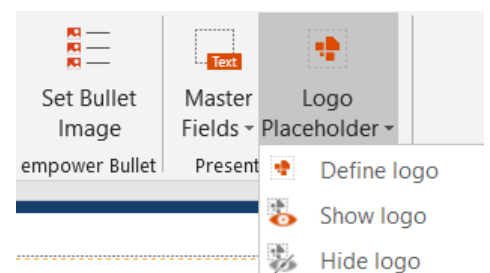 Text
Set Bullet
Image
Master
Fields
Logo
Placeholder
empower Bullet
Present
Define logo
Show logo
Hide logo